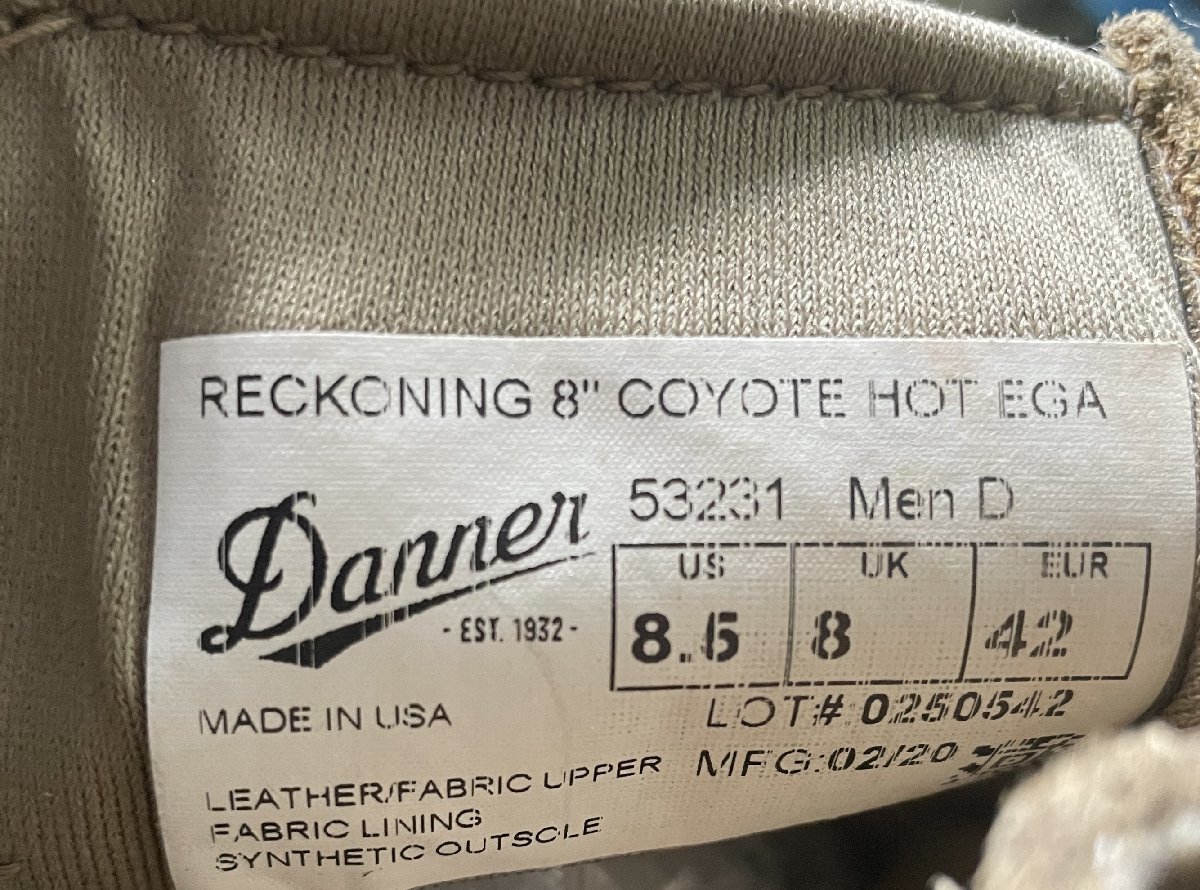 RECKONING 8" COYOTE HOT EGA
Danner
- EST. 1932 -
53231 Men D
US UK EUR
8.5 8 42
MADE IN USA
LOT# 0250542
MFG:02/20
LEATHER/FABRIC UPPER
FABRIC LINING
SYNTHETIC OUTSOLE